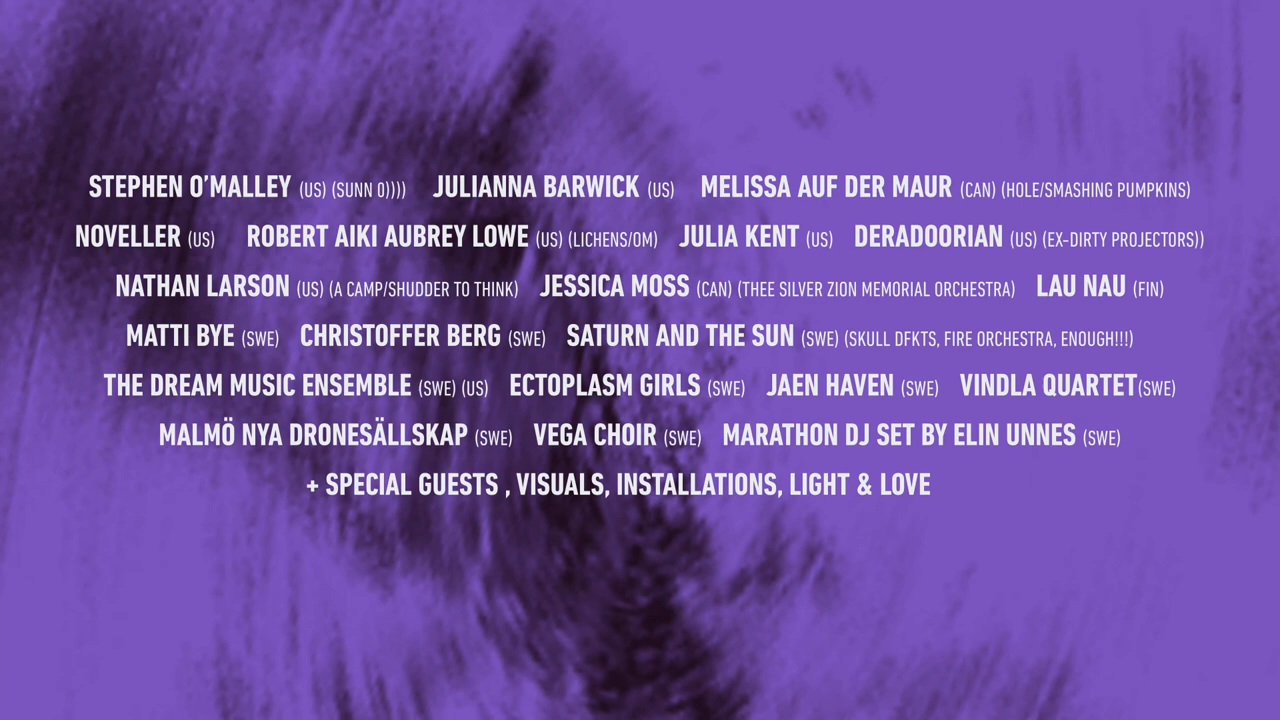 STEPHEN O'MALLEY (US) (SUNN O)))) JULIANNA BARWICK (US) MELISSA AUF DER MAUR (CAN) (HOLE/SMASHING PUMPKINS)
NOVELLER (US) ROBERT AIKI AUBREY LOWE (US) (LICHENS/OM) JULIA KENT (US) DERADOORIAN (US) (EX-DIRTY PROJECTORS))
NATHAN LARSON (US) (A CAMP/SHUDDER TO THINK) JESSICA MOSS (CAN) (THEE SILVER ZION MEMORIAL ORCHESTRA) LAU NAU (FIN)
MATTI BYE (SWE) CHRISTOFFER BERG (SWE) SATURN AND THE SUN (SWE) (SKULL DFKTS, FIRE ORCHESTRA, ENOUGH!!!)
THE DREAM MUSIC ENSEMBLE (SWE) (US) ECTOPLASM GIRLS (SWE) JAEN HAVEN (SWE) VINDLA QUARTET(SWE)
MALMÖ NYA DRONESÄLLSKAP (SWE) VEGA CHOIR (SWE) MARATHON DJ SET BY ELIN UNNES (SWE)
+ SPECIAL GUESTS , VISUALS, INSTALLATIONS, LIGHT & LOVE